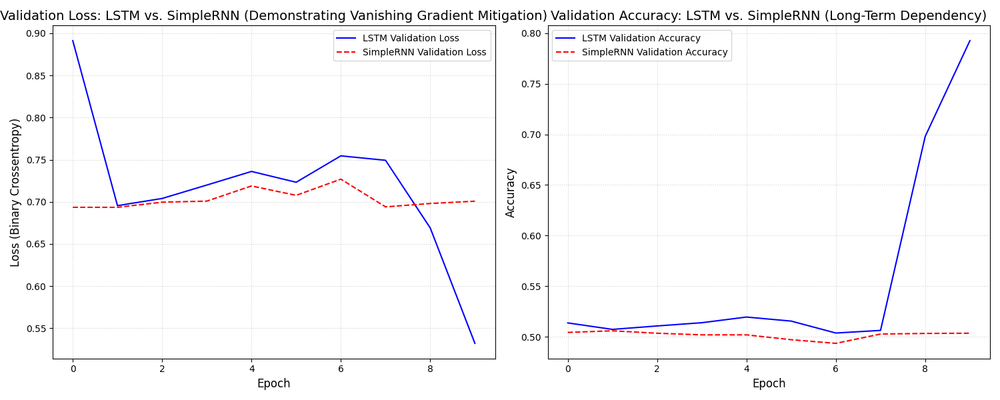 Validation Loss: LSTM vs. SimpleRNN (Demonstrating Vanishing Gradient Mitigation)
LSTM Validation Loss
SimpleRNN Validation Loss
Loss (Binary Crossentropy)
0.90
0.85
0.80
0.75
0.70
0.65
0.60
0.55
0 2 4 6 8
Epoch
Validation Accuracy: LSTM vs. SimpleRNN (Long-Term Dependency)
LSTM Validation Accuracy
SimpleRNN Validation Accuracy
Accuracy
0.80
0.75
0.70
0.65
0.60
0.55
0.50
0 2 4 6 8
Epoch